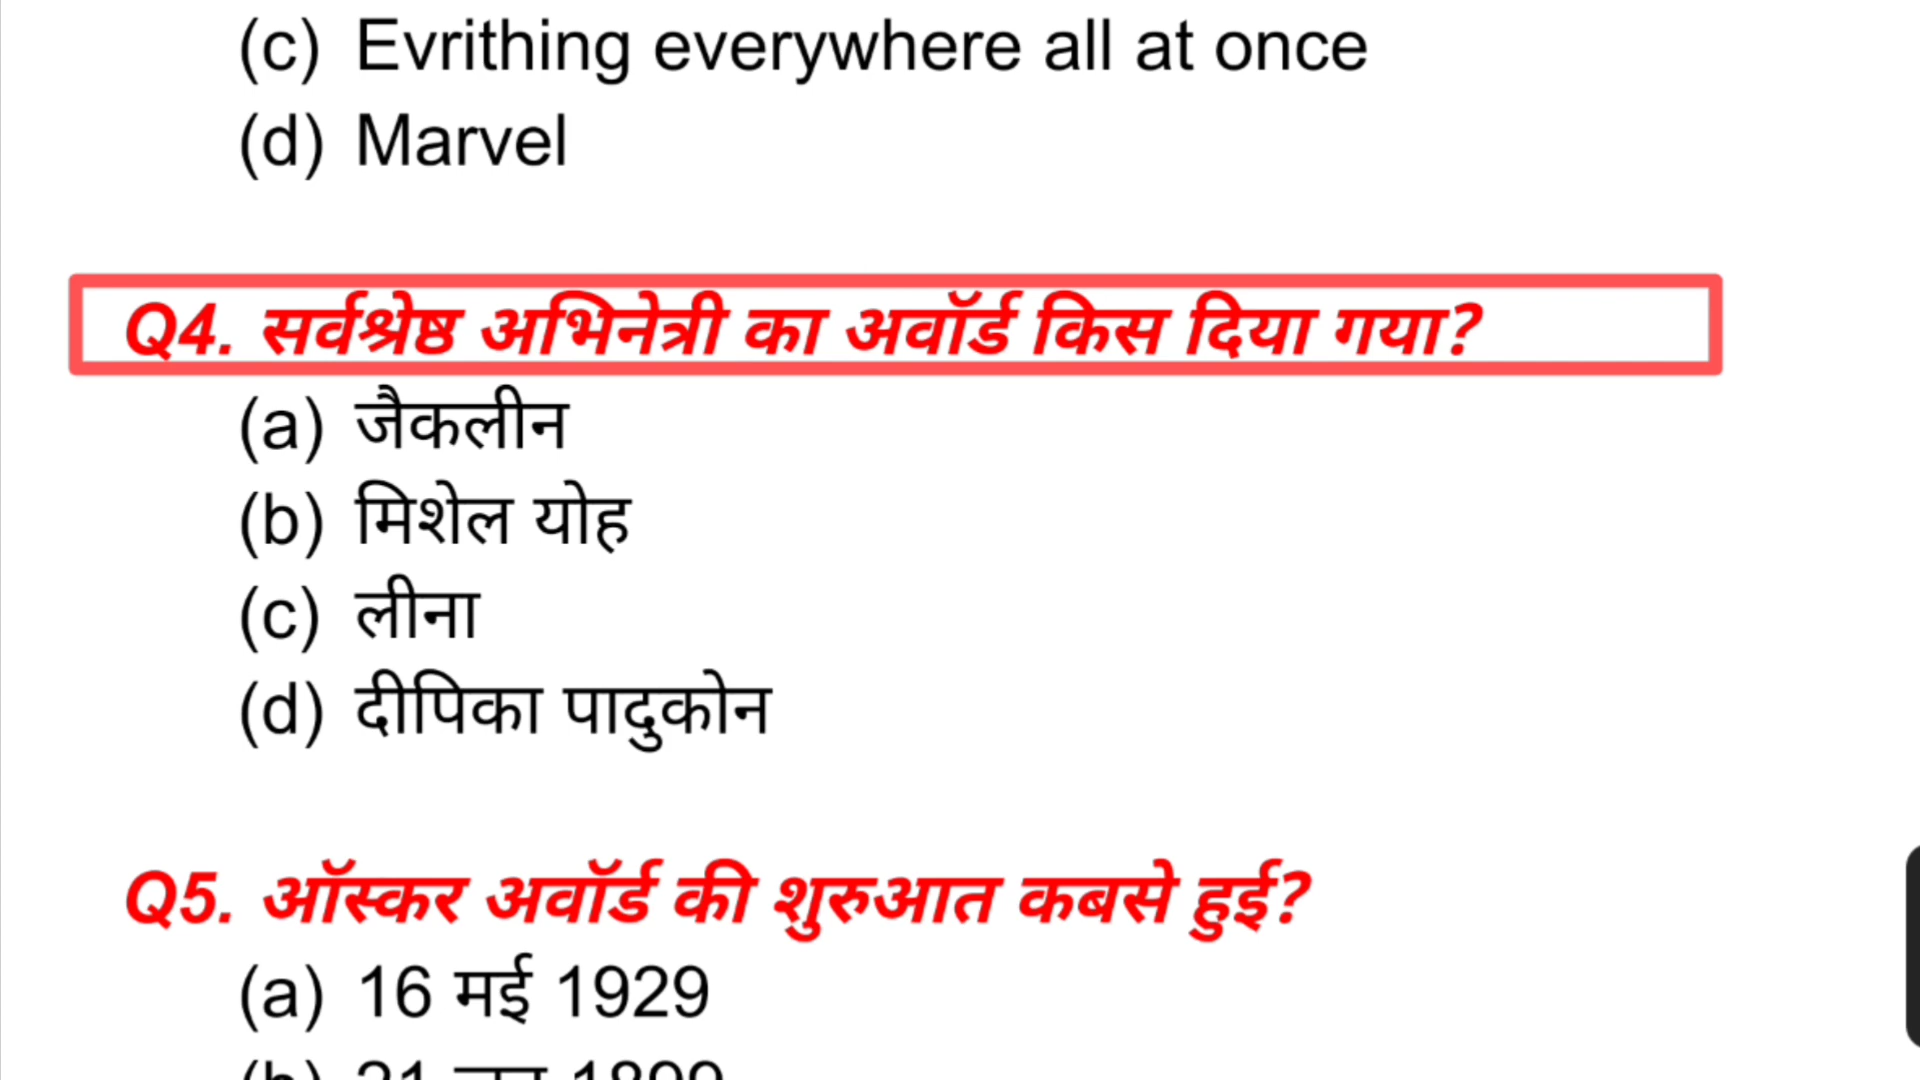 (c) Evrithing everywhere all at once
(d) Marvel
Q4. सर्वश्रेष्ठ अभिनेत्री का अवॉर्ड किस दिया गया?
(a) जैकलीन
(b) मिशेल योह
(c) लीना
(d) दीपिका पादुकोन
Q5. ऑस्कर अवॉर्ड की शुरुआत कबसे हुई?
(a) 16 मई 1929